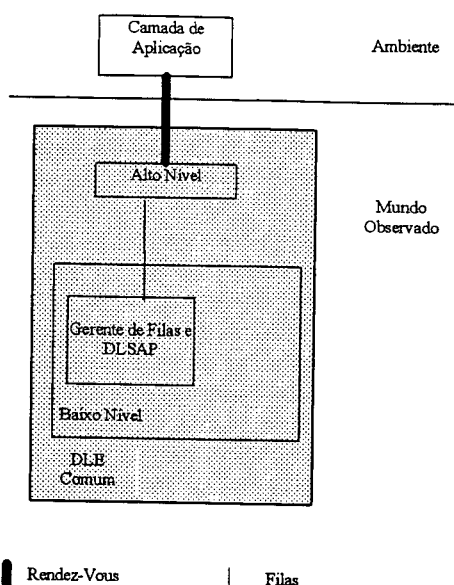 Camada de
Aplicação
Ambiente
Alto Nível
Mundo
Observado
Gerente de Filas e
DLSAP
Baixo Nível
DLE
Comum
Rendez-Vous
Filas